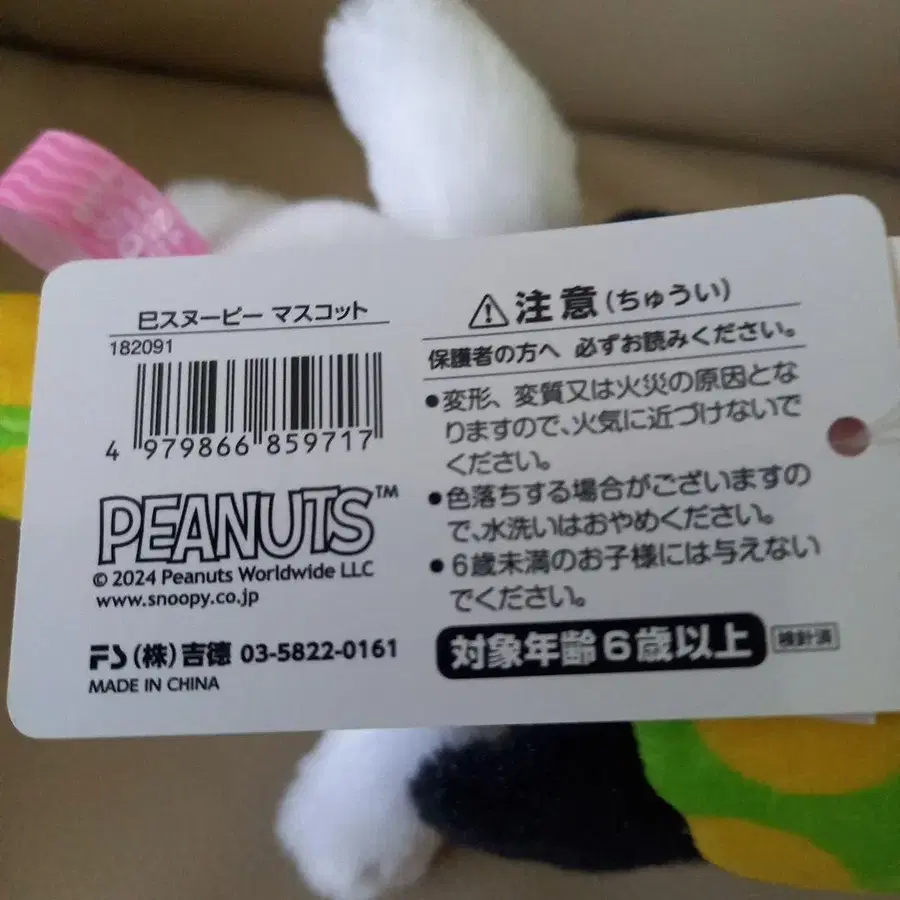 巳スヌーピー マスコット
182091
4 979866 859717
PEANUTS™
© 2024 Peanuts Worldwide LLC
www.snoopy.co.jp
FS (株)吉德 03-5822-0161
MADE IN CHINA
⚠注意(ちゅうい)
保護者の方へ 必ずお読みください。
●変形、変質又は火災の原因とな
りますので、火気に近づけないで
ください。
●色落ちする場合がございますの
で、水洗いはおやめください。
●6歳未満のお子様には与えない
でください。
対象年齢6歳以上
検針済